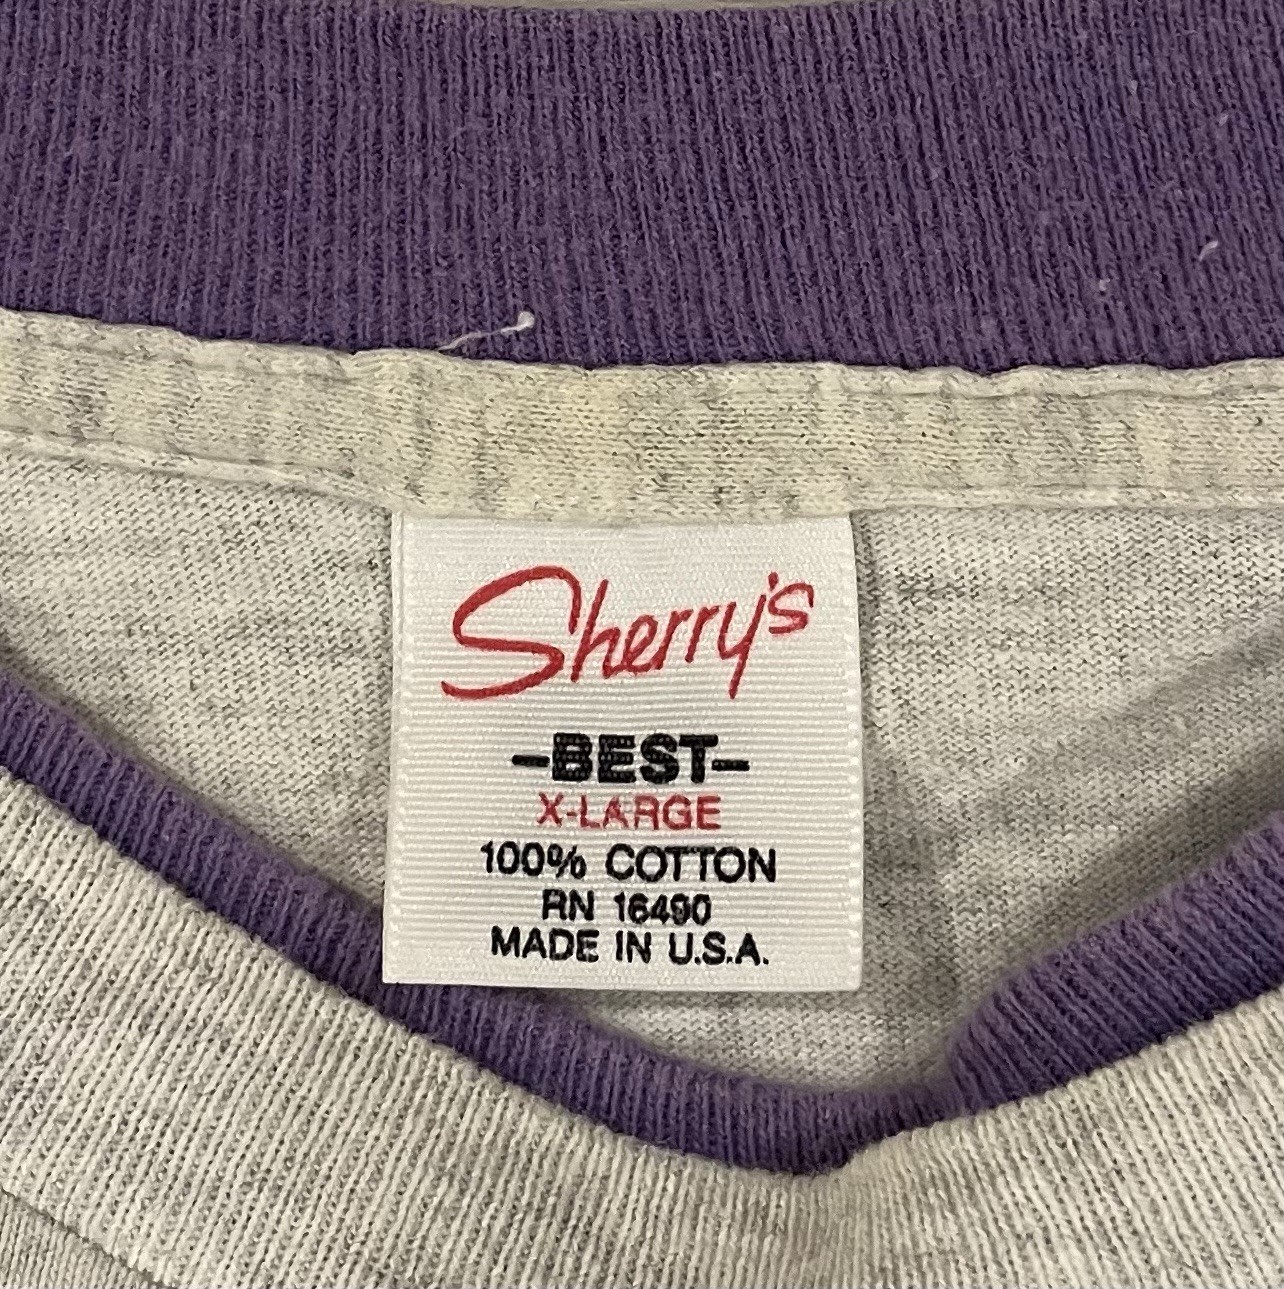 Sherry's
-BEST-
X-LARGE
100% COTTON
RN 16490
MADE IN U.S.A.